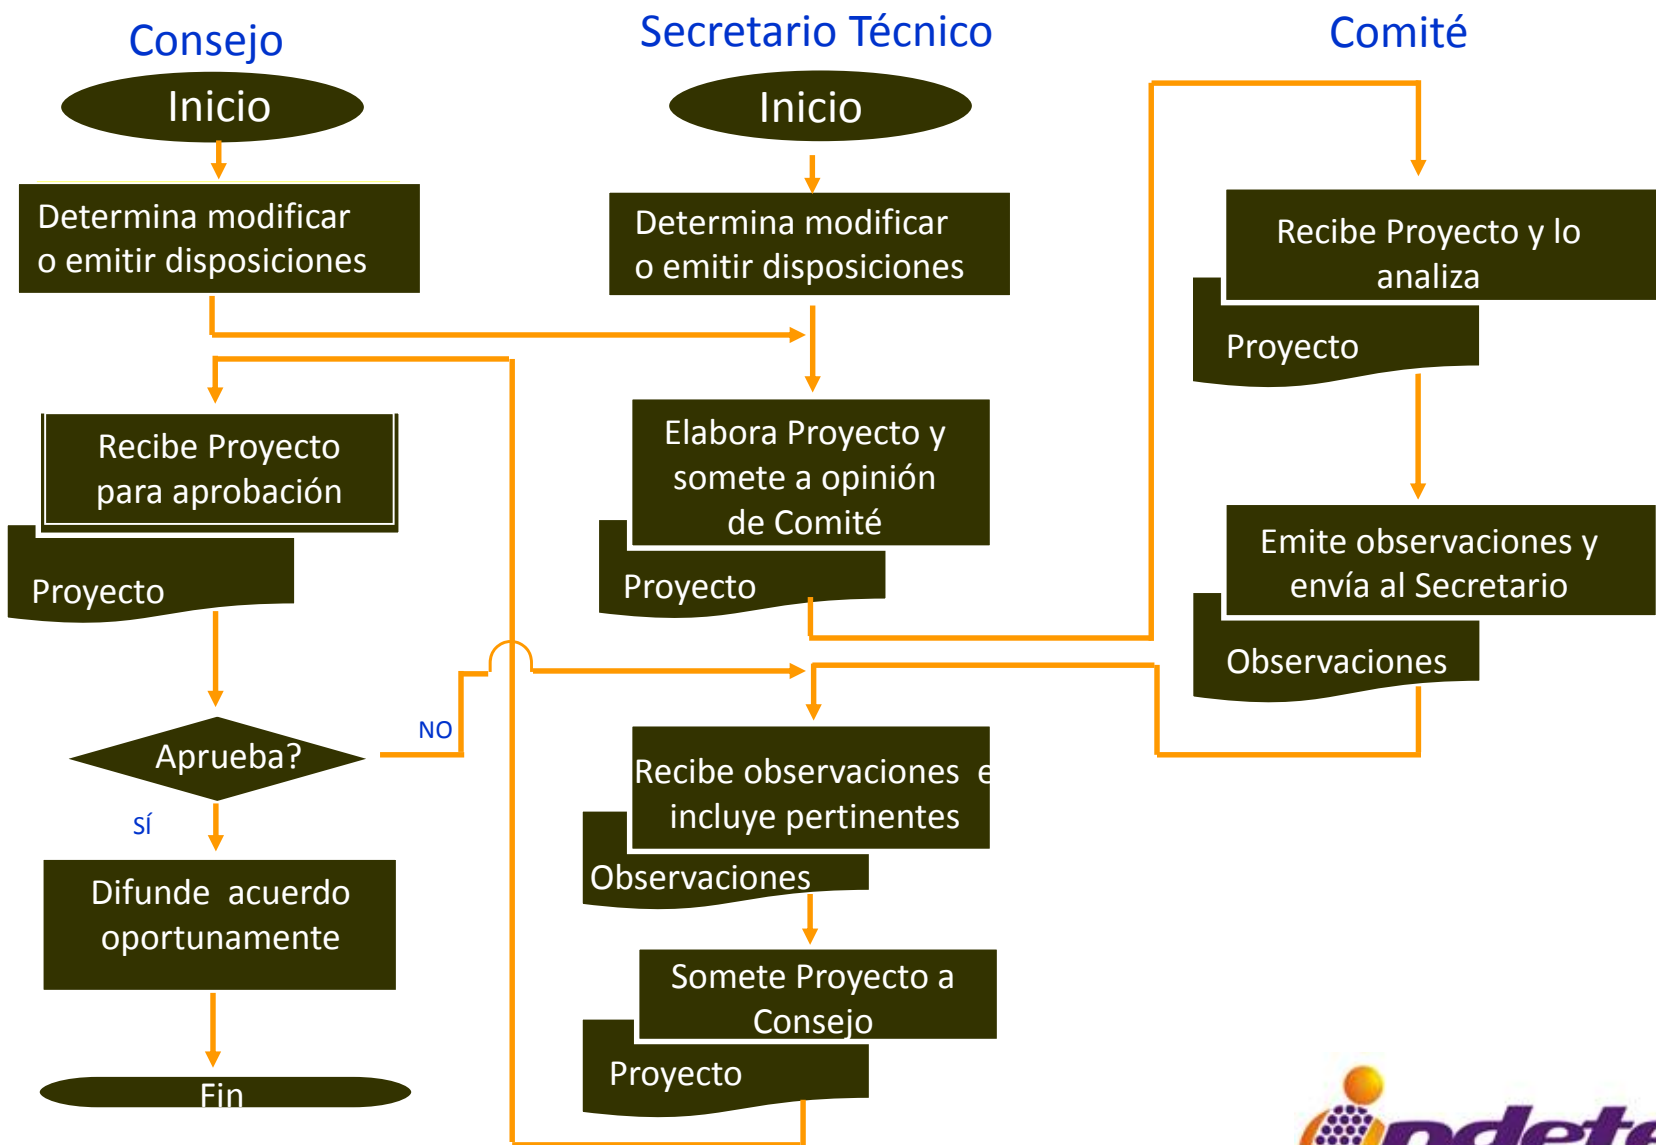 Consejo
Secretario Técnico
Comité
Inicio
Determina modificar
o emitir disposiciones
Recibe Proyecto
para aprobación
Proyecto
Aprueba?
NO
SÍ
Difunde acuerdo
oportunamente
Fin
Inicio
Determina modificar
o emitir disposiciones
Elabora Proyecto y
somete a opinión
de Comité
Proyecto
Recibe observaciones e
incluye pertinentes
Observaciones
Somete Proyecto a
Consejo
Proyecto
Recibe Proyecto y lo
analiza
Proyecto
Emite observaciones y
envía al Secretario
Observaciones